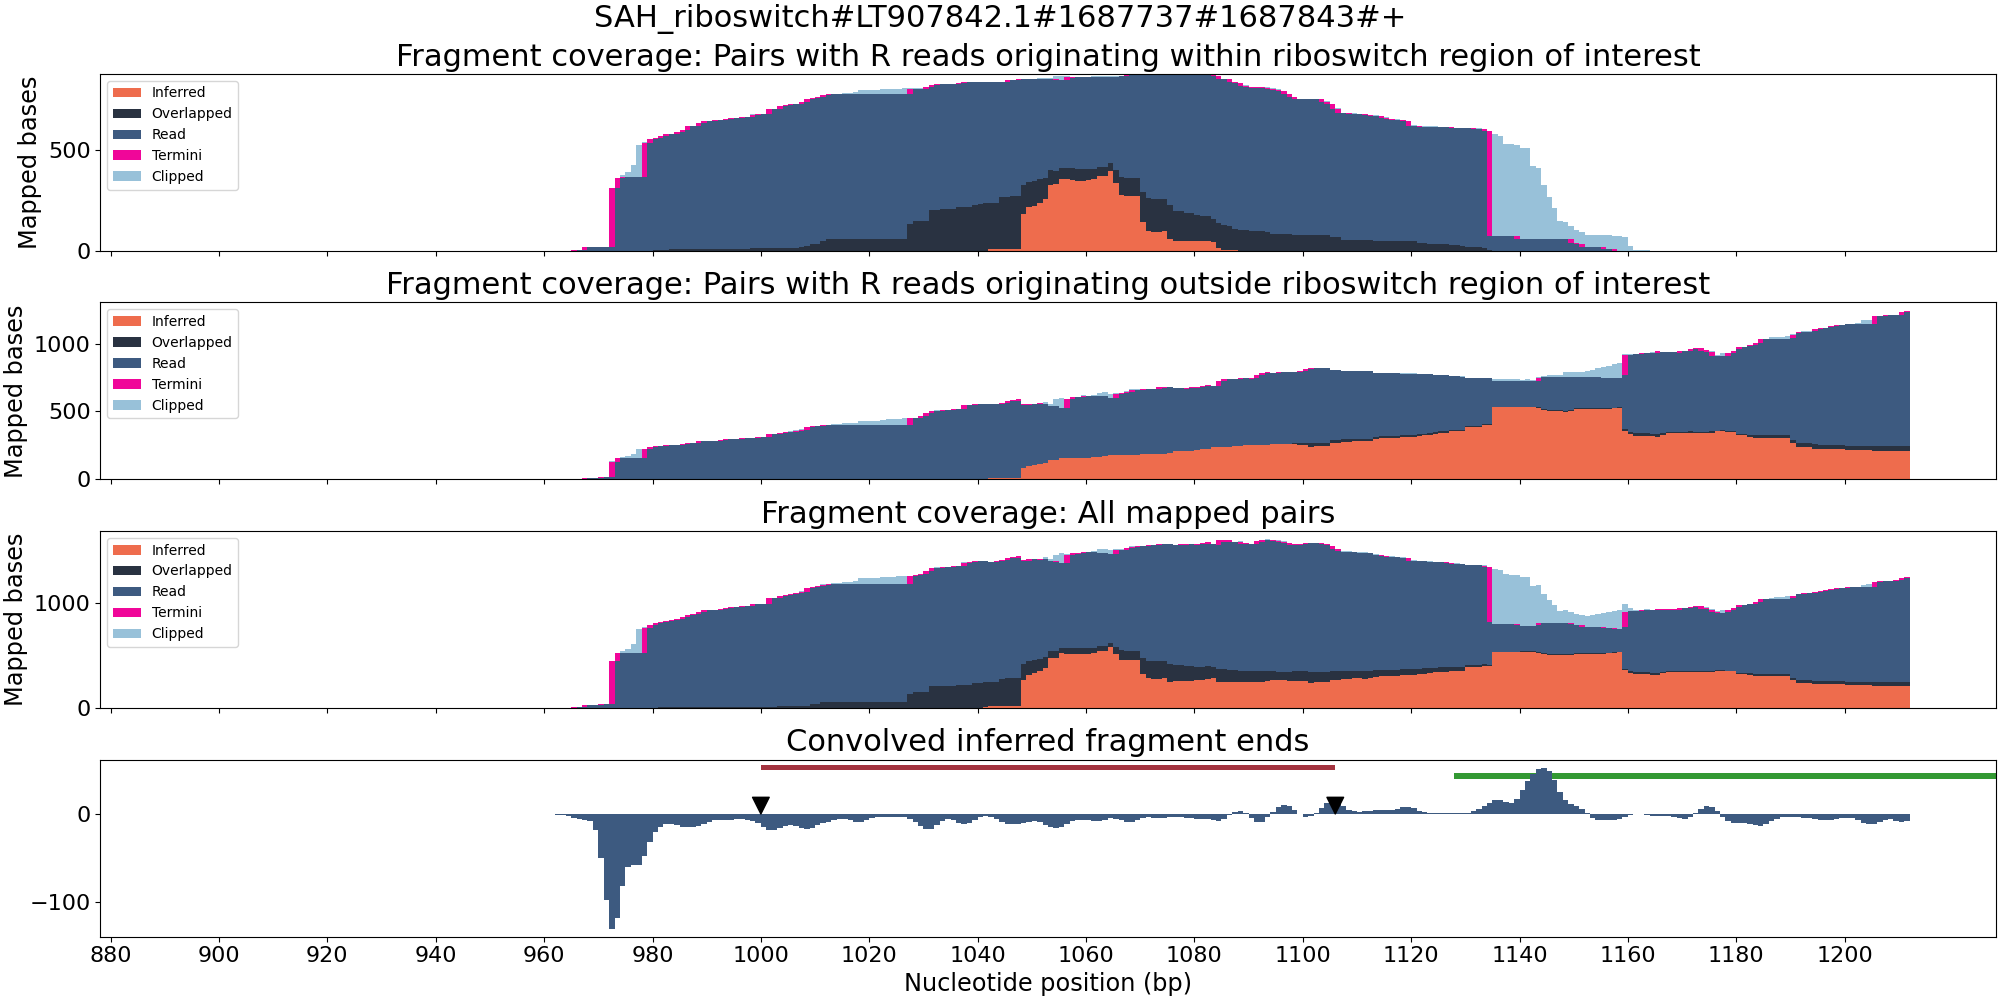 SAH_riboswitch#LT907842.1#1687737#1687843#+
Fragment coverage: Pairs with R reads originating within riboswitch region of interest
Mapped bases
500
0
Inferred
Overlapped
Read
Termini
Clipped
Fragment coverage: Pairs with R reads originating outside riboswitch region of interest
Mapped bases
1000
500
0
Inferred
Overlapped
Read
Termini
Clipped
Fragment coverage: All mapped pairs
Mapped bases
1000
0
Inferred
Overlapped
Read
Termini
Clipped
Convolved inferred fragment ends
0
−100
880 900 920 940 960 980 1000 1020 1040 1060 1080 1100 1120 1140 1160 1180 1200
Nucleotide position (bp)